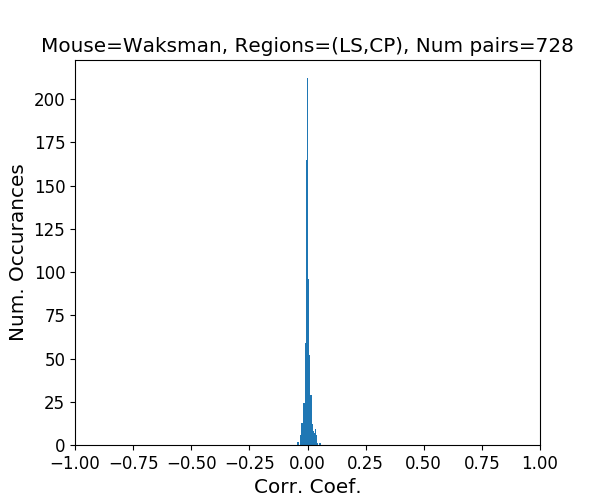 Mouse=Waksman, Regions=(LS,CP), Num pairs=728
Num. Occurances
200
175
150
125
100
75
50
25
0
−1.00 −0.75 −0.50 −0.25 0.00 0.25 0.50 0.75 1.00
Corr. Coef.